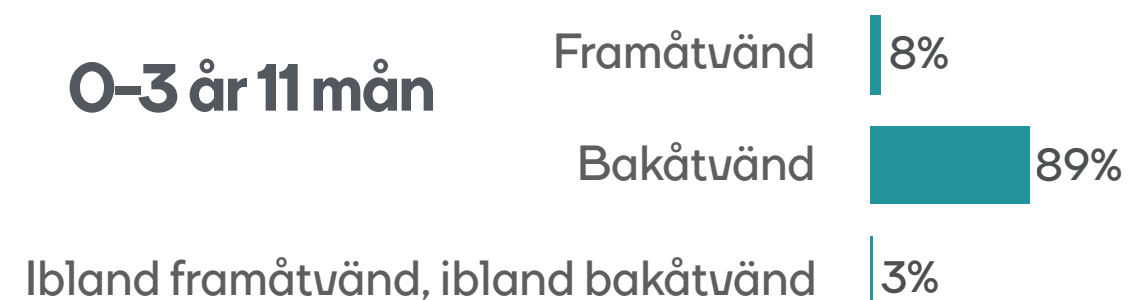 Framåtvänd 8%
0–3 år 11 mån
Bakåtvänd 89%
Ibland framåtvänd, ibland bakåtvänd 3%